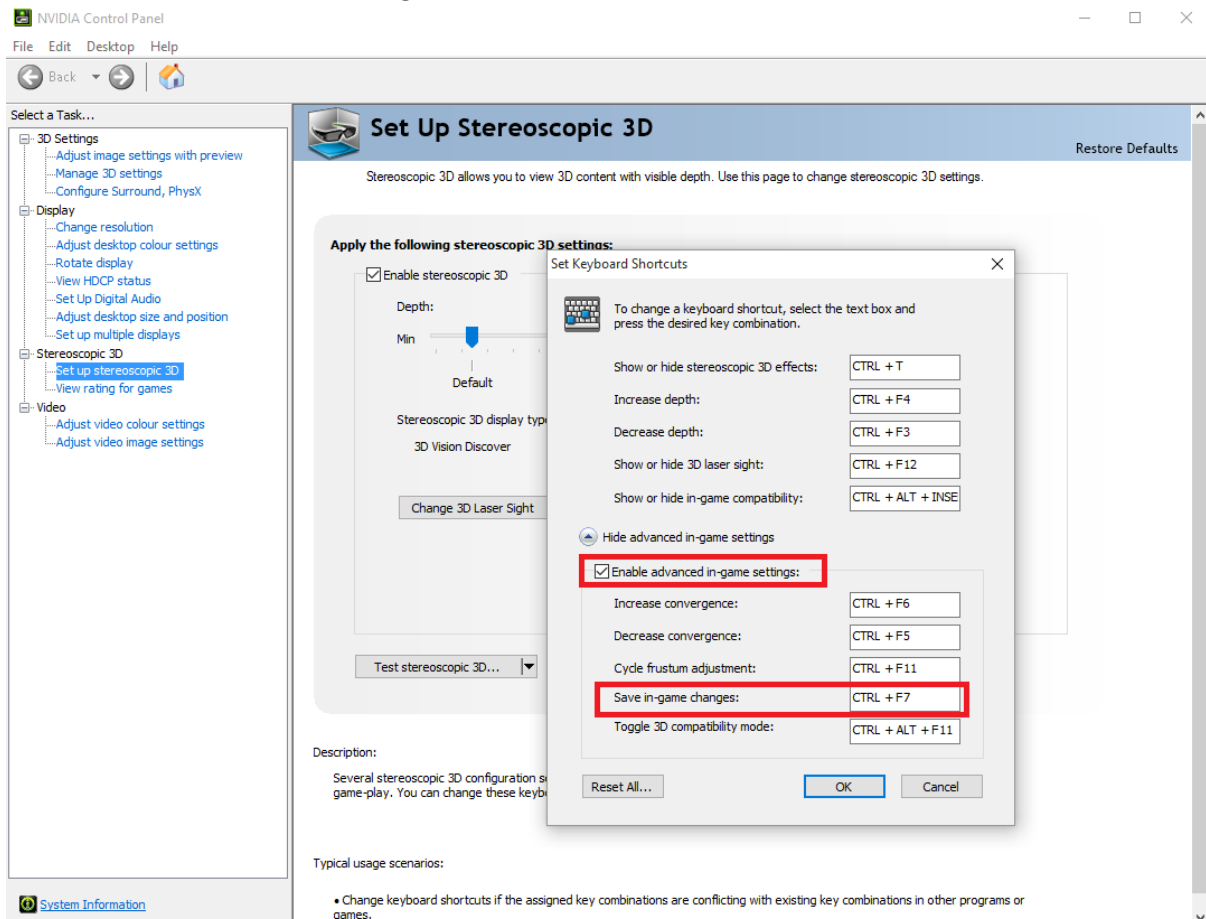 NVIDIA Control Panel
File Edit Desktop Help
Back
Select a Task...
3D Settings
Adjust image settings with preview
Manage 3D settings
Configure Surround, PhysX
Display
Change resolution
Adjust desktop colour settings
Rotate display
View HDCP status
Set Up Digital Audio
Adjust desktop size and position
Set up multiple displays
Stereoscopic 3D
Set up stereoscopic 3D
View rating for games
Video
Adjust video colour settings
Adjust video image settings
System Information
Set Up Stereoscopic 3D
Restore Defaults
Stereoscopic 3D allows you to view 3D content with visible depth. Use this page to change stereoscopic 3D settings.
Apply the following stereoscopic 3D settings:
Enable stereoscopic 3D
Depth:
Min
Default
Stereoscopic 3D display typ
3D Vision Discover
Change 3D Laser Sight
Test stereoscopic 3D...
Set Keyboard Shortcuts
To change a keyboard shortcut, select the text box and
press the desired key combination.
Show or hide stereoscopic 3D effects: CTRL + T
Increase depth: CTRL + F4
Decrease depth: CTRL + F3
Show or hide 3D laser sight: CTRL + F12
Show or hide in-game compatibility: CTRL + ALT + INSE
Hide advanced in-game settings
Enable advanced in-game settings:
Increase convergence: CTRL + F6
Decrease convergence: CTRL + F5
Cycle frustum adjustment: CTRL + F11
Save in-game changes: CTRL + F7
Toggle 3D compatibility mode: CTRL + ALT + F11
Reset All... OK Cancel
Description:
Several stereoscopic 3D configuration s
game-play. You can change these keyb
Typical usage scenarios:
• Change keyboard shortcuts if the assigned key combinations are conflicting with existing key combinations in other programs or
games.